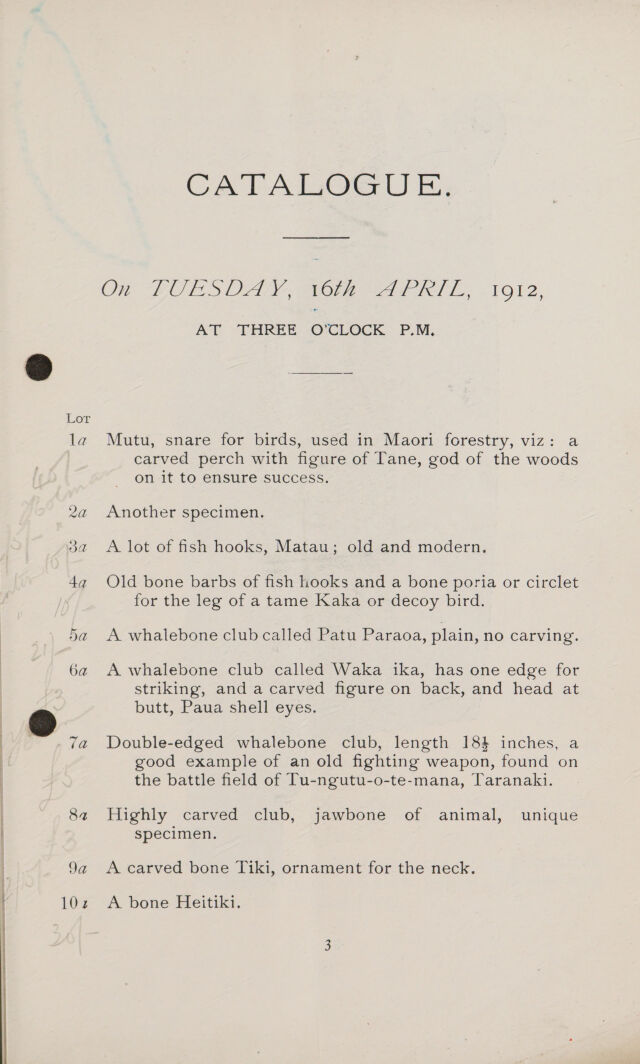 CATALOGUE.
On TUESDAY, 16th APRIL, 1912,
AT THREE O'CLOCK P.M.
Lot
1a Mutu, snare for birds, used in Maori forestry, viz: a
carved perch with figure of Tane, god of the woods
on it to ensure success.
2a Another specimen.
3a A lot of fish hooks, Matau; old and modern.
4a Old bone barbs of fish hooks and a bone poria or circlet
for the leg of a tame Kaka or decoy bird.
15/-
5a A whalebone club called Patu Paraoa, plain, no carving.
21/-
6a A whalebone club called Waka ika, has one edge for
striking, and a carved figure on back, and head at
butt, Paua shell eyes.
7a Double-edged whalebone club, length 18½ inches, a
good example of an old fighting weapon, found on
the battle field of Tu-ngutu-o-te-mana, Taranaki.
8a Highly carved club, jawbone of animal, unique
specimen.
9a A carved bone Tiki, ornament for the neck.
10a A bone Heitiki.
30/-
3